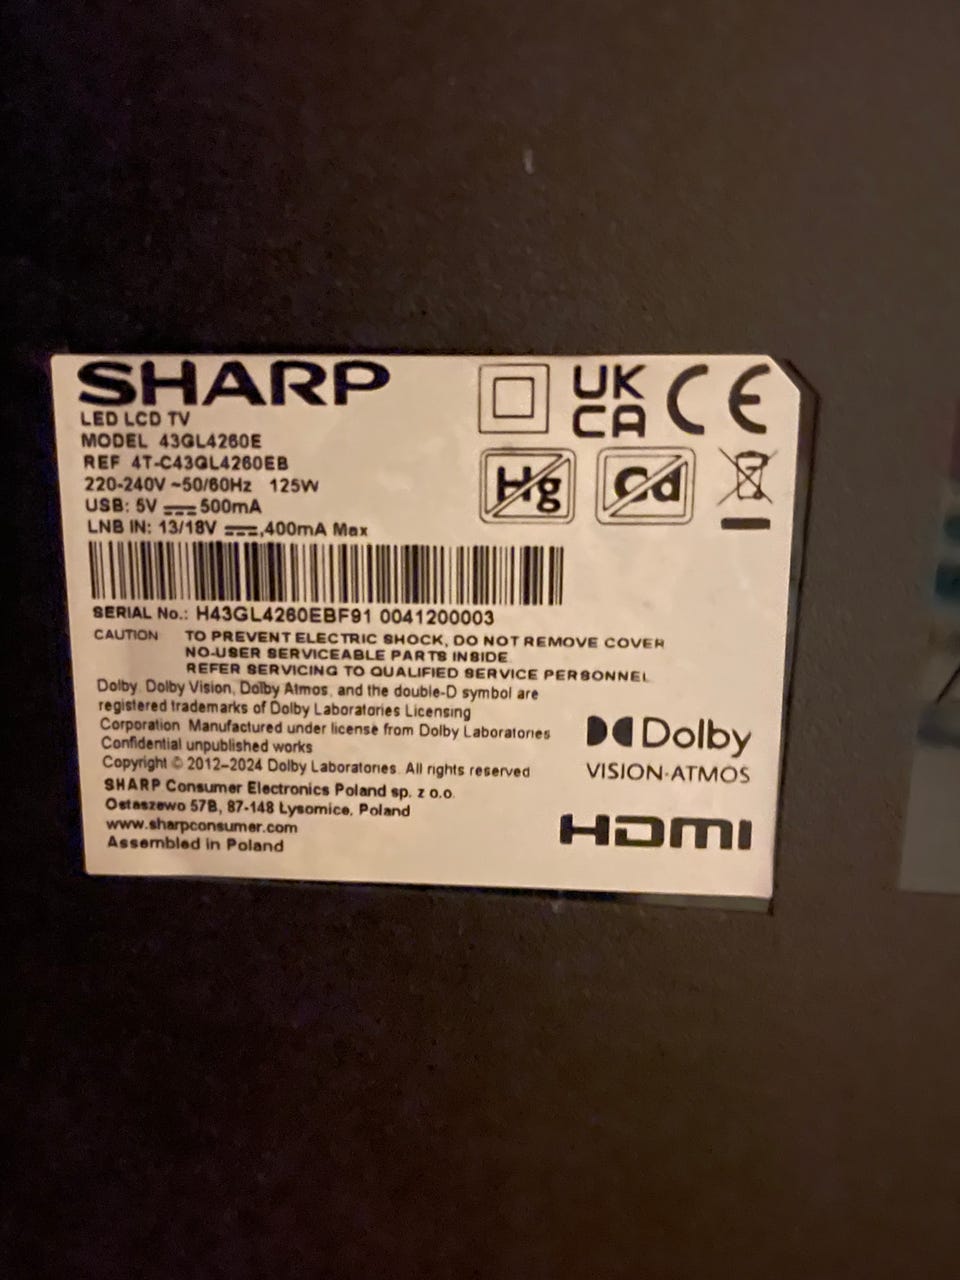 SHARP
LED LCD TV
MODEL 43GL4260E
REF 4T-C43GL4260EB
220-240V ~50/60Hz 125W
USB: 5V ⎓ 500mA
LNB IN: 13/18V ⎓,400mA Max
UK
CA
CE
Hg
Cd
SERIAL No.: H43GL4260EBF91 0041200003
CAUTION TO PREVENT ELECTRIC SHOCK, DO NOT REMOVE COVER
NO-USER SERVICEABLE PARTS INSIDE
REFER SERVICING TO QUALIFIED SERVICE PERSONNEL
Dolby, Dolby Vision, Dolby Atmos, and the double-D symbol are
registered trademarks of Dolby Laboratories Licensing
Corporation Manufactured under license from Dolby Laboratories
Confidential unpublished works
Copyright © 2012-2024 Dolby Laboratories. All rights reserved
SHARP Consumer Electronics Poland sp. z o.o.
Ostaszewo 57B, 87-148 Łysomice, Poland
www.sharpconsumer.com
Assembled in Poland
Dolby
VISION·ATMOS
HDMI